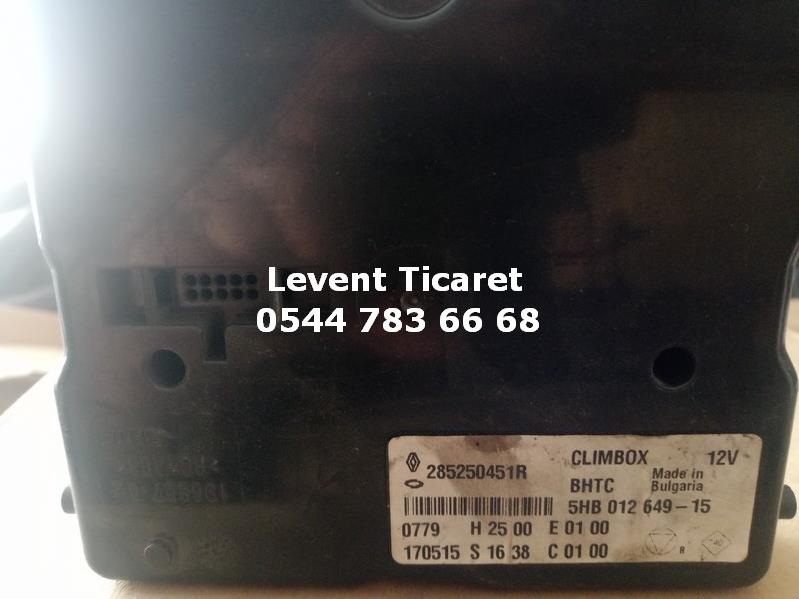 Levent Ticaret
0544 783 66 68
285250451R CLIMBOX 12V
BHTC Made in Bulgaria
5HB 012 649-15
0779 H 25 00 E 01 00
170515 S 16 38 C 01 00
R